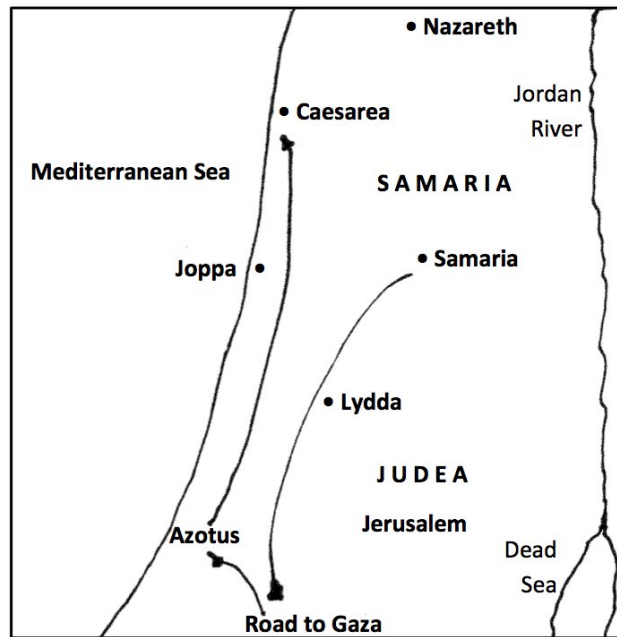 Nazareth
Caesarea
Jordan
River
Mediterranean Sea
SAMARIA
Samaria
Joppa
Lydda
JUDEA
Jerusalem
Azotus
Dead
Sea
Road to Gaza